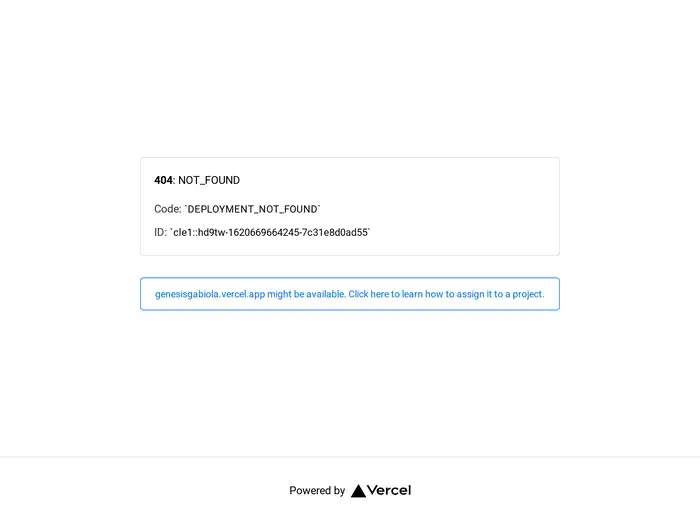 404: NOT_FOUND
Code: `DEPLOYMENT_NOT_FOUND`
ID: `cle1::hd9tw-1620669664245-7c31e8d0ad55`
genesisgabiola.vercel.app might be available. Click here to learn how to assign it to a project.
Powered by Vercel